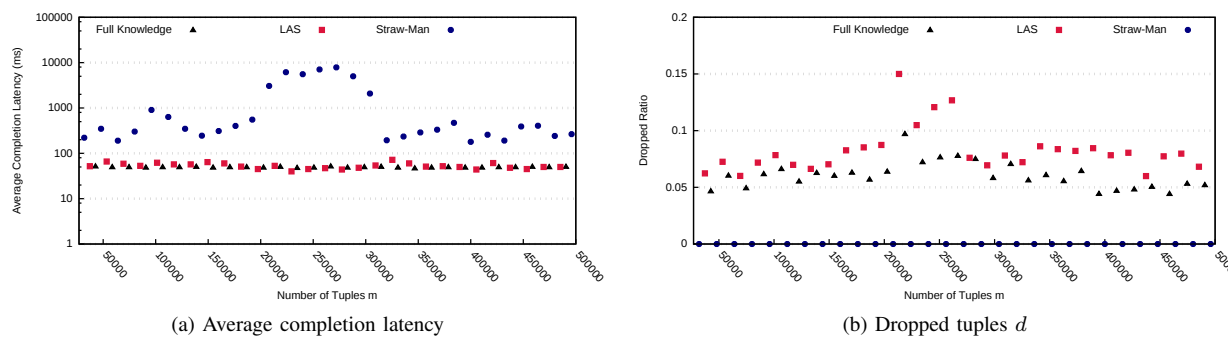 Full Knowledge LAS Straw-Man
100000
10000
1000
100
10
1
Average Completion Latency (ms)
50000 100000 150000 200000 250000 300000 350000 400000 450000 500000
Number of Tuples m
(a) Average completion latency
Full Knowledge LAS Straw-Man
0.2
0.15
0.1
0.05
0
Dropped Ratio
50000 100000 150000 200000 250000 300000 350000 400000 450000 500
Number of Tuples m
(b) Dropped tuples d